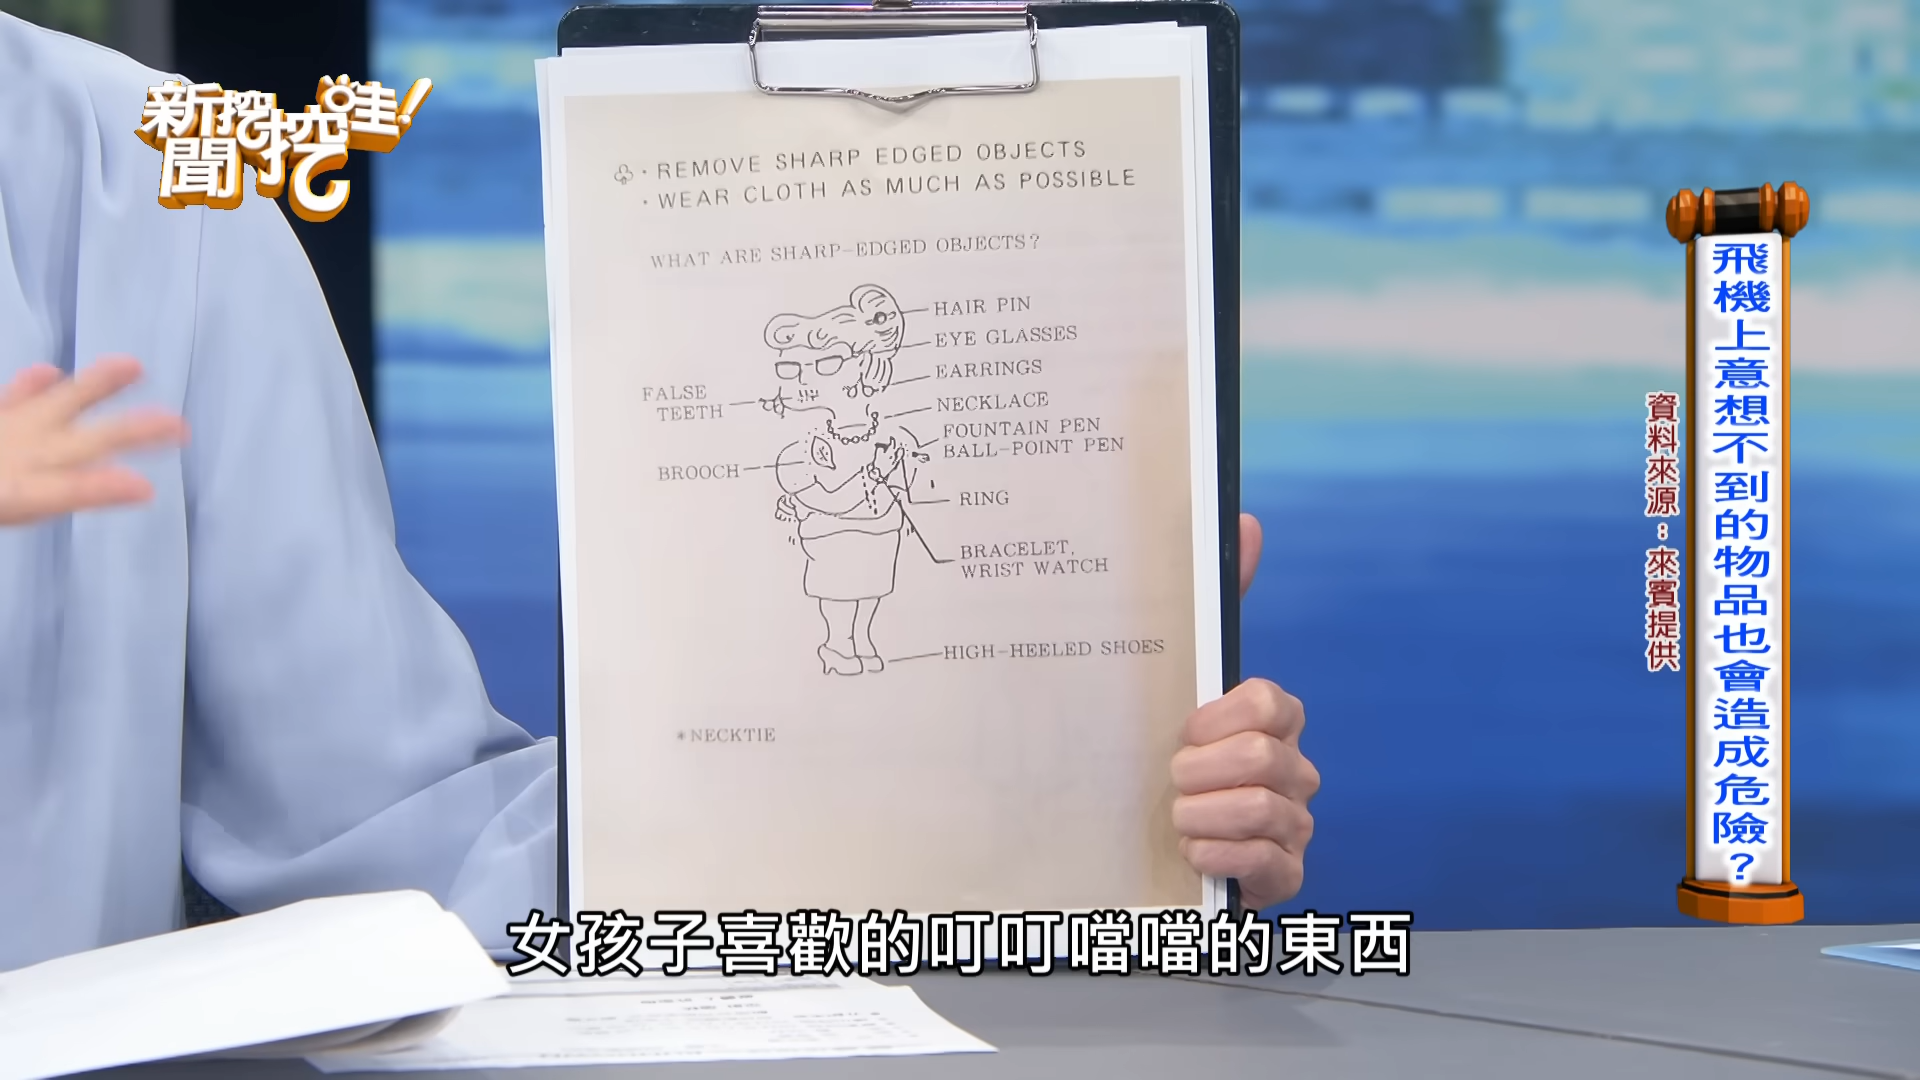 新聞挖挖哇!
♧・REMOVE SHARP EDGED OBJECTS
・WEAR CLOTH AS MUCH AS POSSIBLE
WHAT ARE SHARP-EDGED OBJECTS?
HAIR PIN
EYE GLASSES
EARRINGS
FALSE
TEETH
NECKLACE
FOUNTAIN PEN
BALL-POINT PEN
BROOCH
RING
BRACELET,
WRIST WATCH
HIGH-HEELED SHOES
*NECKTIE
飛機上意想不到的物品也會造成危險?
資料來源:來賓提供
女孩子喜歡的叮叮噹噹的東西